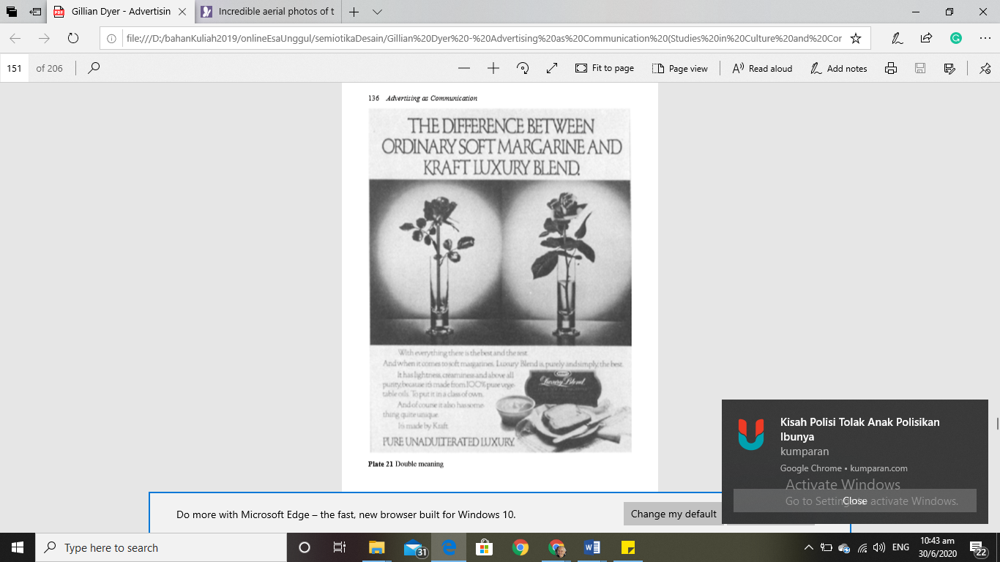 Gillian Dyer - Advertisin
Incredible aerial photos of t
file:///D:/bahanKuliah2019/onlineEsaUnggul/semiotikaDesain/Gillian%20Dyer%20-%20Advertising%20as%20Communication%20(Studies%20in%20Culture%20and%20Cor
151 of 206
Fit to page
Page view
Read aloud
Add notes
136 Advertising as Communication
THE DIFFERENCE BETWEEN
ORDINARY SOFT MARGARINE AND
KRAFT LUXURY BLEND.
With everything there is the best and the rest.
And when it comes to soft margarines, Luxury Blend is, purely and simply, the best.
It has lightness, creaminess and above all
purity, because it's made from 100% pure vege-
table oils. To put it in a class of own.
And of course it also has some-
thing quite unique.
It's made by Kraft.
PURE UNADULTERATED LUXURY.
KRAFT
Luxury Blend
Plate 21 Double meaning
Kisah Polisi Tolak Anak Polisikan
Ibunya
kumparan
Google Chrome • kumparan.com
Activate Windows
Go to Settings to activate Windows.
Close
Do more with Microsoft Edge – the fast, new browser built for Windows 10.
Change my default
Type here to search
31
ENG
10:43 am
30/6/2020
22